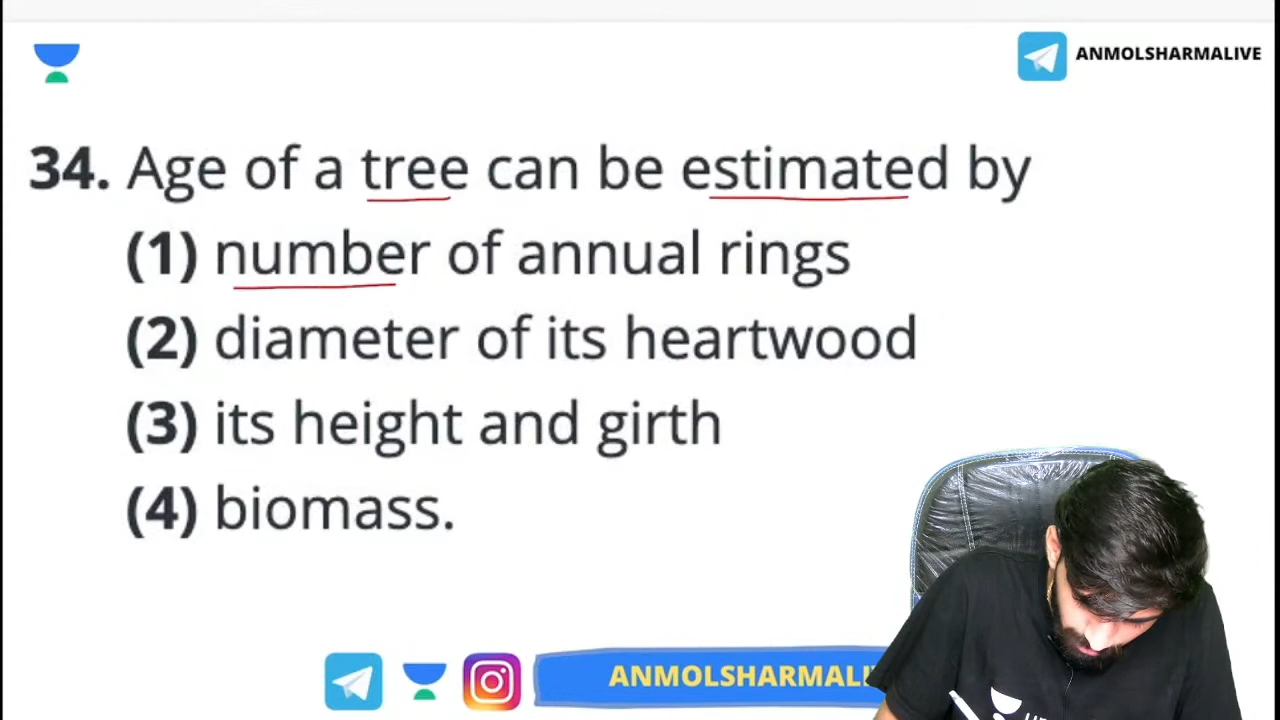 ANMOLSHARMALIVE
34. Age of a tree can be estimated by
(1) number of annual rings
(2) diameter of its heartwood
(3) its height and girth
(4) biomass.